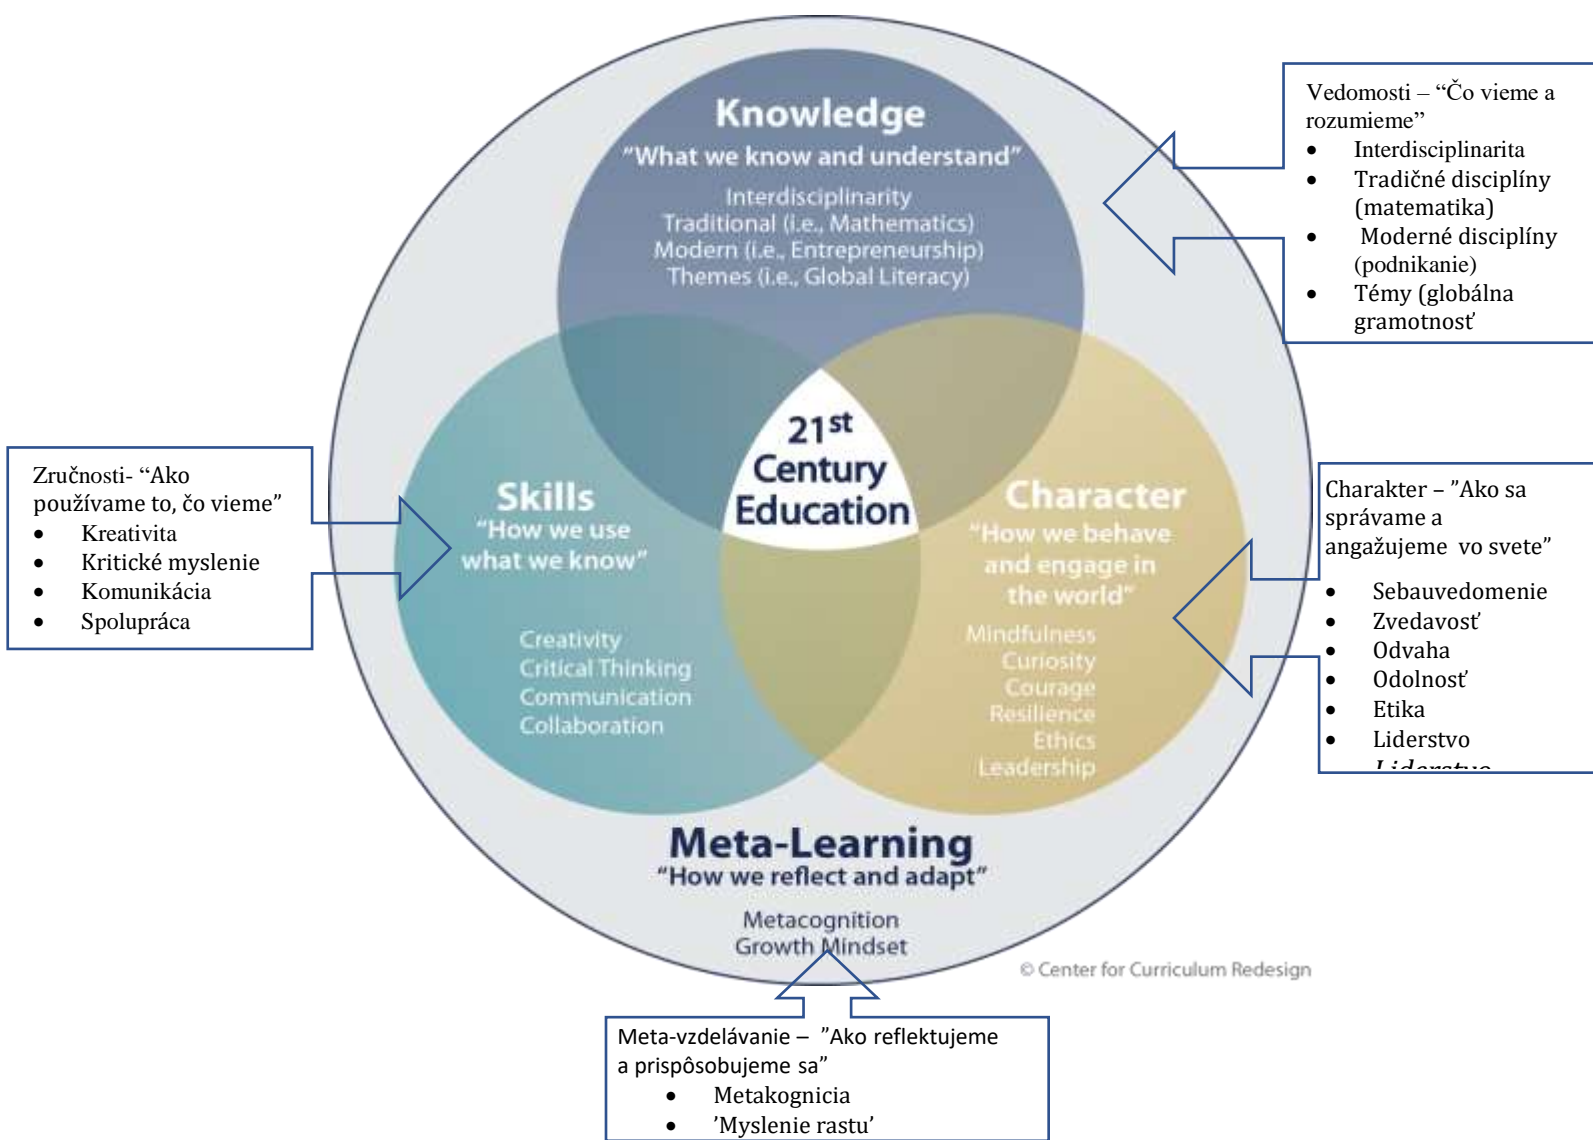 Knowledge
"What we know and understand"
Interdisciplinarity
Traditional (i.e., Mathematics)
Modern (i.e., Entrepreneurship)
Themes (i.e., Global Literacy)
Vedomosti – “Čo vieme a
rozumieme”
• Interdisciplinarita
• Tradičné disciplíny
(matematika)
• Moderné disciplíny
(podnikanie)
• Témy (globálna
gramotnosť
21st
Century
Education
Zručnosti- “Ako
používame to, čo vieme”
• Kreativita
• Kritické myslenie
• Komunikácia
• Spolupráca
Skills
"How we use
what we know"
Creativity
Critical Thinking
Communication
Collaboration
Character
"How we behave
and engage in
the world"
Mindfulness
Curiosity
Courage
Resilience
Ethics
Leadership
Charakter – ”Ako sa
správame a
angažujeme vo svete”
• Sebauvedomenie
• Zvedavosť
• Odvaha
• Odolnosť
• Etika
• Liderstvo
Liderstvo
Meta-Learning
"How we reflect and adapt"
Metacognition
Growth Mindset
© Center for Curriculum Redesign
Meta-vzdelávanie – ”Ako reflektujeme
a prispôsobujeme sa”
• Metakognicia
• ’Myslenie rastu’